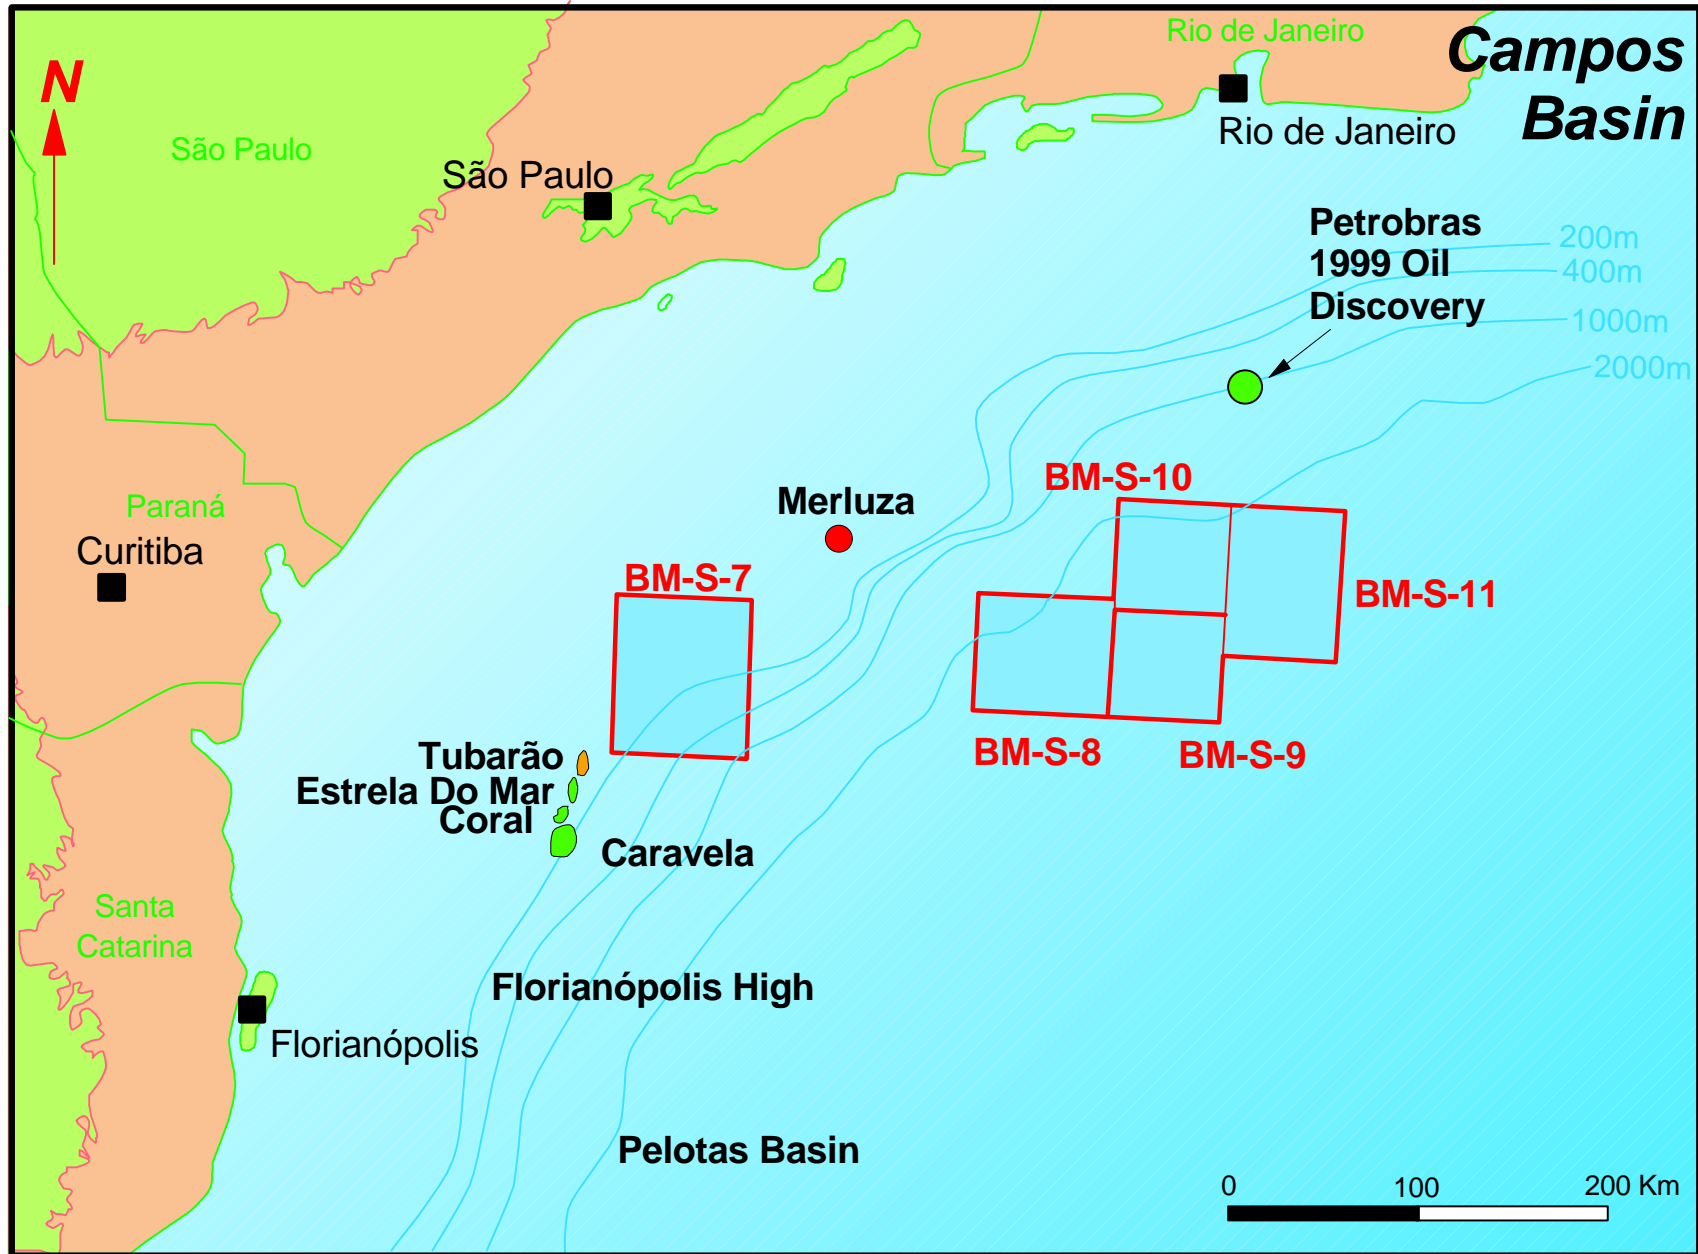 Rio de Janeiro
Campos
Basin
N
Rio de Janeiro
São Paulo
São Paulo
Petrobras
1999 Oil
Discovery
200m
400m
1000m
2000m
BM-S-10
Merluza
Paraná
Curitiba
BM-S-7
BM-S-11
BM-S-8
BM-S-9
Tubarão
Estrela Do Mar
Coral
Caravela
Santa
Catarina
Florianópolis High
Florianópolis
Pelotas Basin
0 100 200 Km